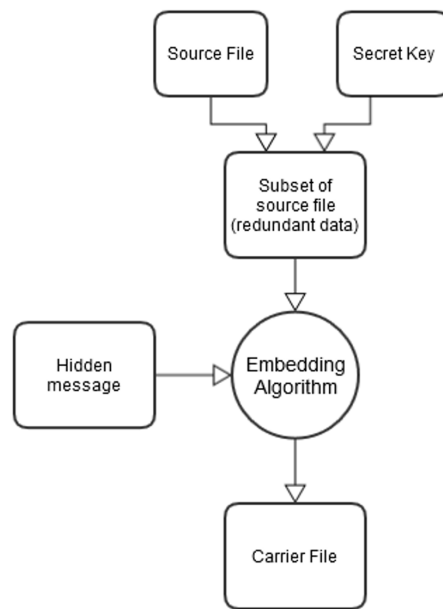 Source File
Secret Key
Subset of
source file
(redundant data)
Hidden
message
Embedding
Algorithm
Carrier File